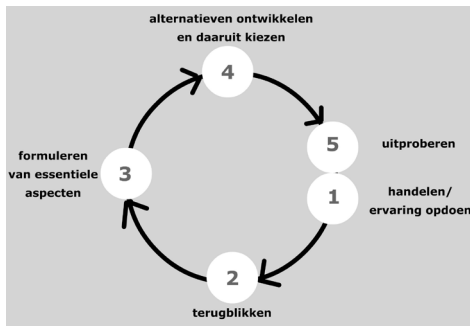 alternatieven ontwikkelen
en daaruit kiezen
4
5
uitproberen
formuleren
van essentiele
aspecten
3
1
handelen/
ervaring opdoen
2
terugblikken